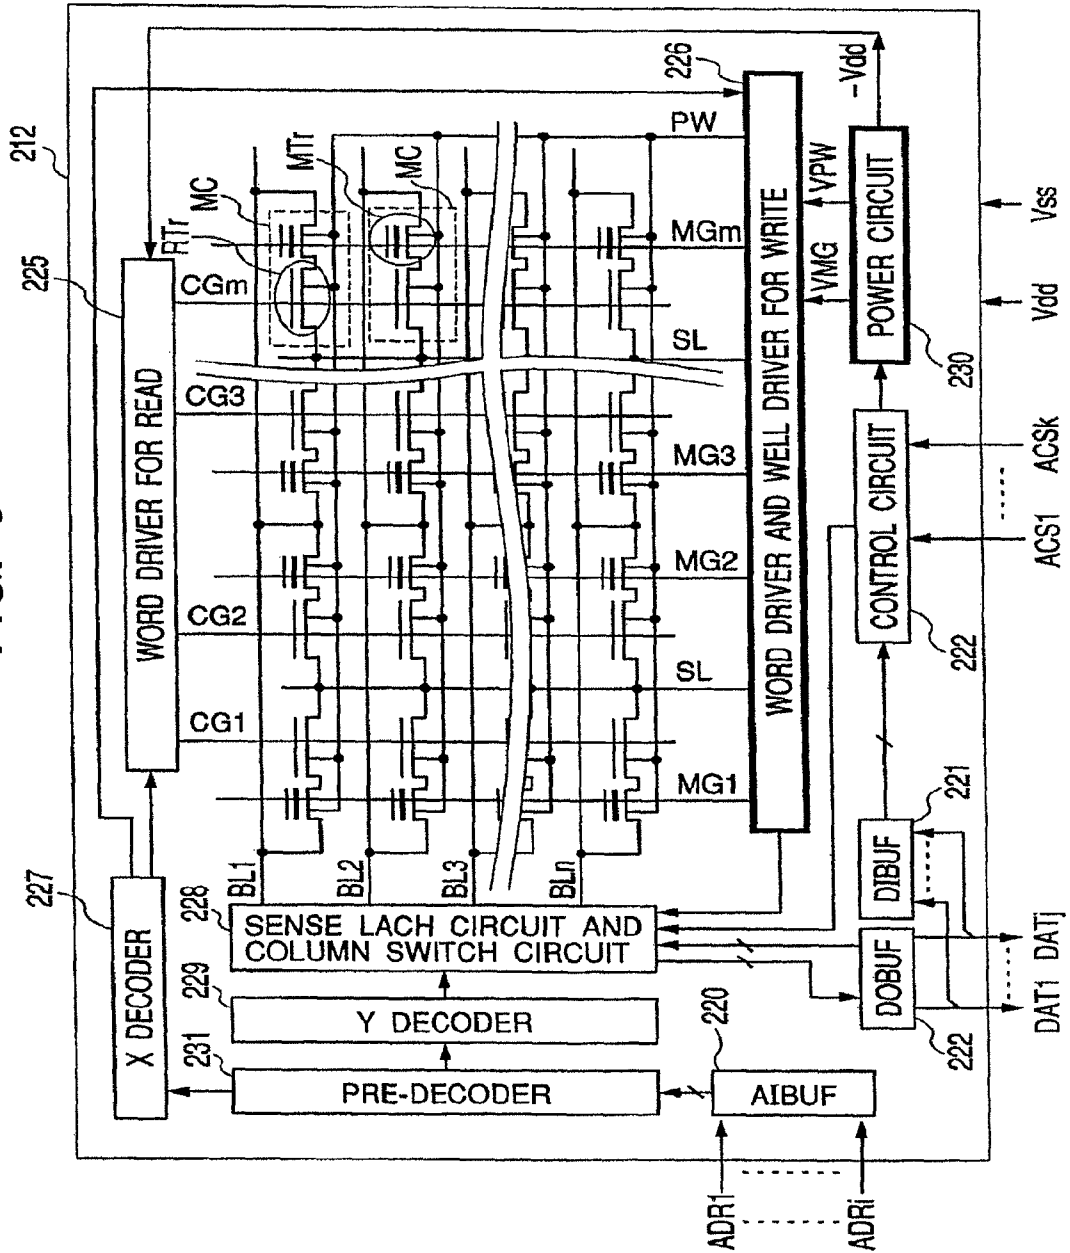 212
225
WORD DRIVER FOR READ
RTr
MC
MTr
MC
226
-Vdd
CG1
CG2
CG3
CGm
PW
BL1
BL2
BL3
BLn
MG1
SL
MG2
MG3
SL
MGm
WORD DRIVER AND WELL DRIVER FOR WRITE
VMG
VPW
POWER CIRCUIT
230
Vdd
Vss
CONTROL CIRCUIT
222
ACS1
ACSk
227
X DECODER
228
SENSE LACH CIRCUIT AND
COLUMN SWITCH CIRCUIT
229
Y DECODER
231
PRE-DECODER
220
AIBUF
ADR1
ADRi
221
DIBUF
DOBUF
222
DAT1
DATj